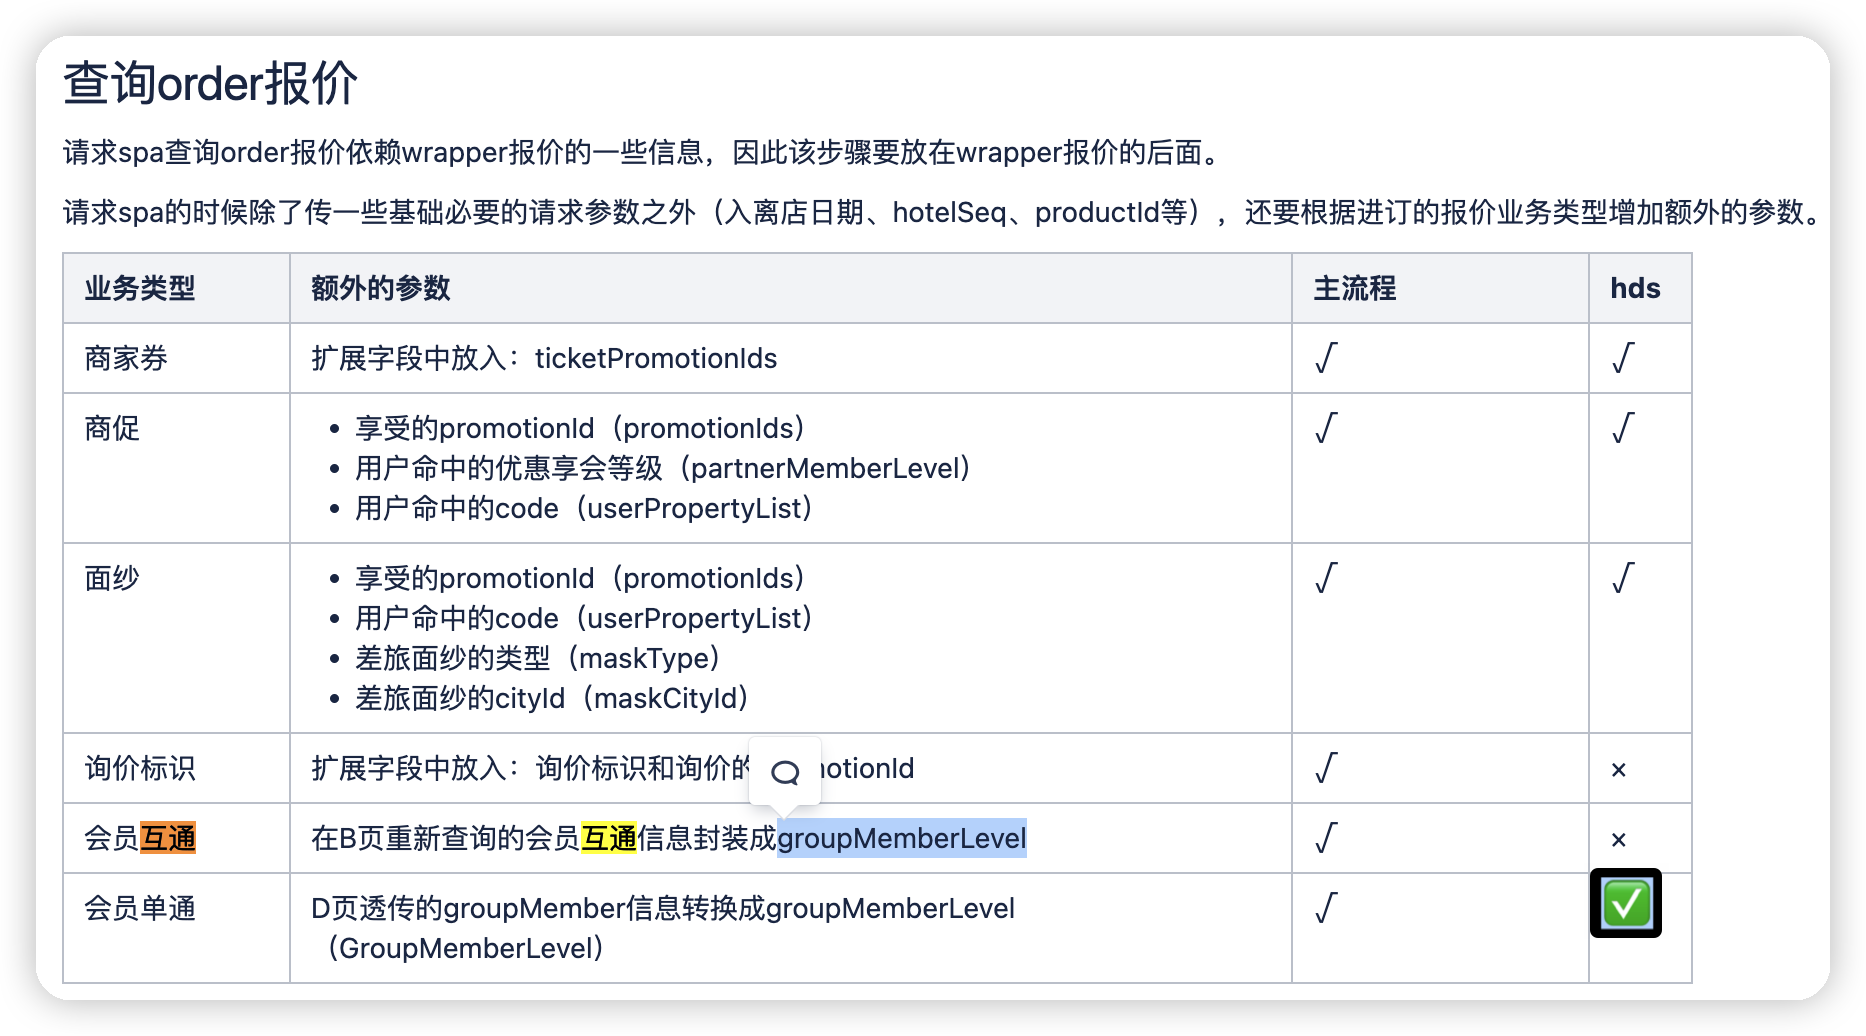 查询order报价
请求spa查询order报价依赖wrapper报价的一些信息，因此该步骤要放在wrapper报价的后面。
请求spa的时候除了传一些基础必要的请求参数之外（入离店日期、hotelSeq、productId等），还要根据进订的报价业务类型增加额外的参数。
业务类型 额外的参数 主流程 hds
商家券 扩展字段中放入：ticketPromotionIds √ √
商促 • 享受的promotionId（promotionIds） √ √
• 用户命中的优惠享会等级（partnerMemberLevel）
• 用户命中的code（userPropertyList）
面纱 • 享受的promotionId（promotionIds） √ √
• 用户命中的code（userPropertyList）
• 差旅面纱的类型（maskType）
• 差旅面纱的cityId（maskCityId）
询价标识 扩展字段中放入：询价标识和询价的 otionId √ ×
会员互通 在B页重新查询的会员互通信息封装成groupMemberLevel √ ×
会员单通 D页透传的groupMember信息转换成groupMemberLevel √ ✅
（GroupMemberLevel）